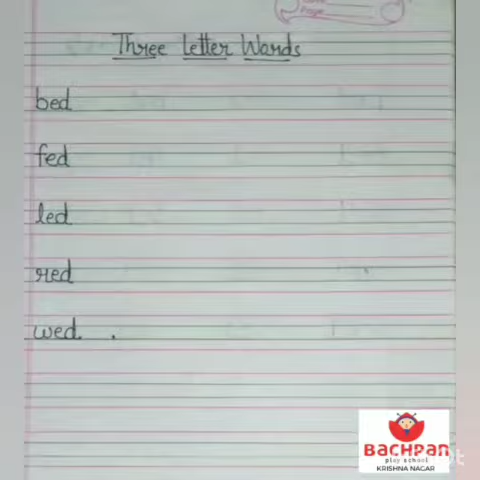 Three Letter Words
bed
fed
led
red
wed.
BACHPAN
play school
KRISHNA NAGAR